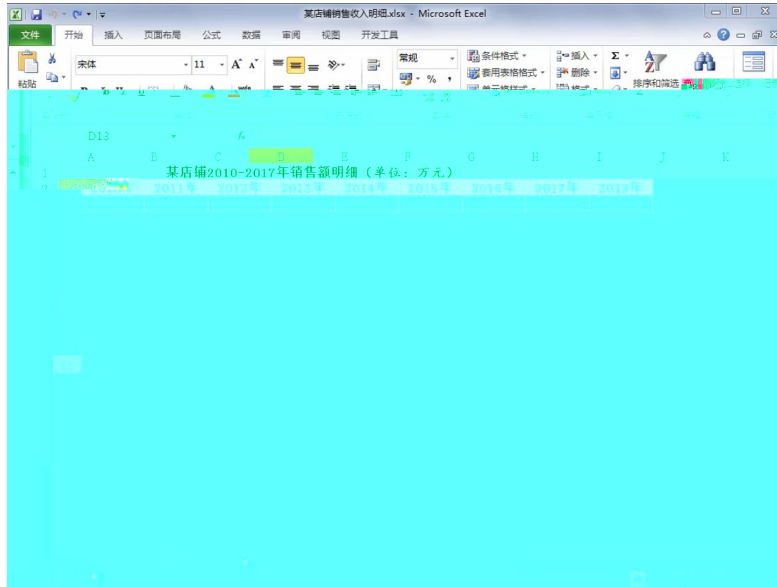 某店铺销售收入明细.xlsx - Microsoft Excel
文件 开始 插入 页面布局 公式 数据 审阅 视图 开发工具
宋体 11 A A 常规 条件格式 插入 Σ
粘贴 % , 套用表格格式 删除 排序和筛选
D13
A B C D E F G H I J K
1 某店铺2010-2017年销售额明细(单位: 万元)
2 2011年 2012年 2013年 2014年 2015年 2016年 2017年 2018年